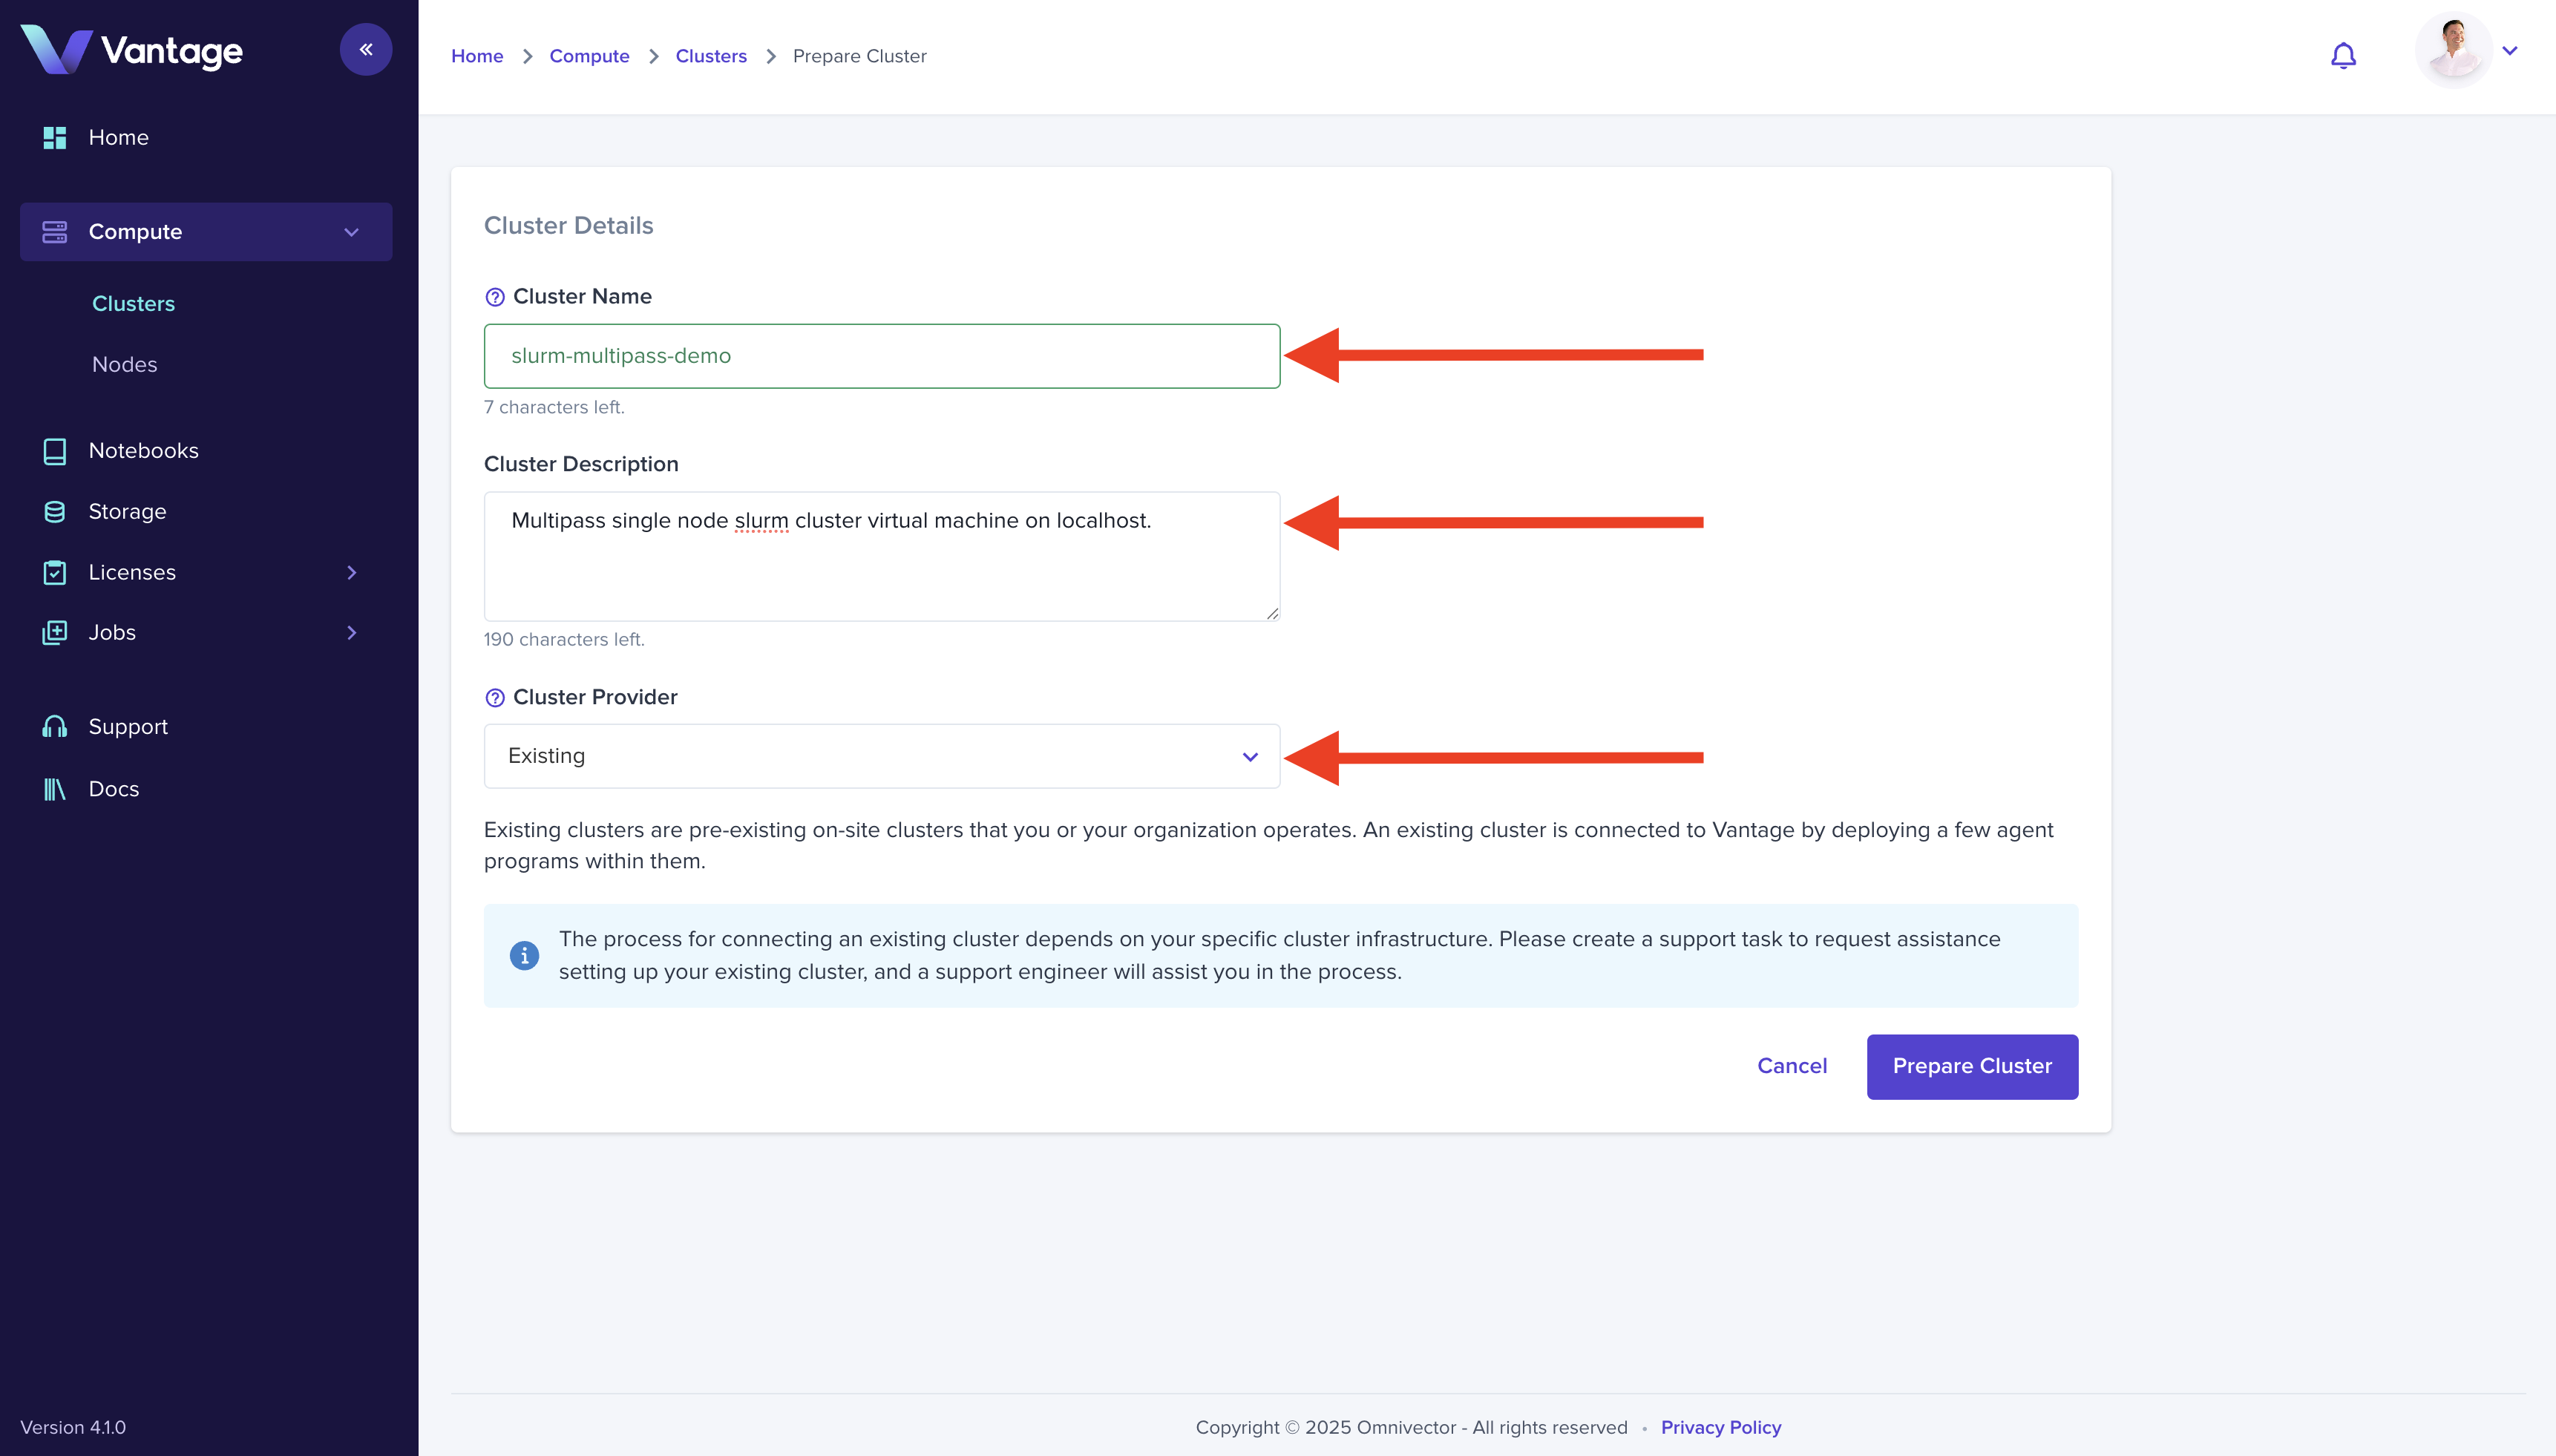 Vantage
Home
Compute
Clusters
Nodes
Notebooks
Storage
Licenses
Jobs
Support
Docs
Version 4.1.0
Home > Compute > Clusters > Prepare Cluster
Cluster Details
Cluster Name
slurm-multipass-demo
7 characters left.
Cluster Description
Multipass single node slurm cluster virtual machine on localhost.
190 characters left.
Cluster Provider
Existing
Existing clusters are pre-existing on-site clusters that you or your organization operates. An existing cluster is connected to Vantage by deploying a few agent
programs within them.
The process for connecting an existing cluster depends on your specific cluster infrastructure. Please create a support task to request assistance
setting up your existing cluster, and a support engineer will assist you in the process.
Cancel
Prepare Cluster
Copyright © 2025 Omnivector - All rights reserved • Privacy Policy